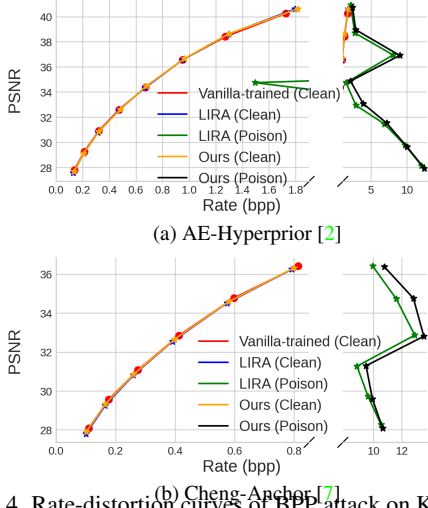 40
38
36
34
32
30
28
PSNR
Vanilla-trained (Clean)
LIRA (Clean)
LIRA (Poison)
Ours (Clean)
Ours (Poison)
0.0 0.2 0.4 0.6 0.8 1.0 1.2 1.4 1.6 1.8 5 10
Rate (bpp)
(a) AE-Hyperprior [2]
36
34
32
30
28
PSNR
Vanilla-trained (Clean)
LIRA (Clean)
LIRA (Poison)
Ours (Clean)
Ours (Poison)
0.0 0.2 0.4 0.6 0.8 10 12
Rate (bpp)
(b) Cheng-Anchor [7]
4. Rate-distortion curves of BPP attack on K